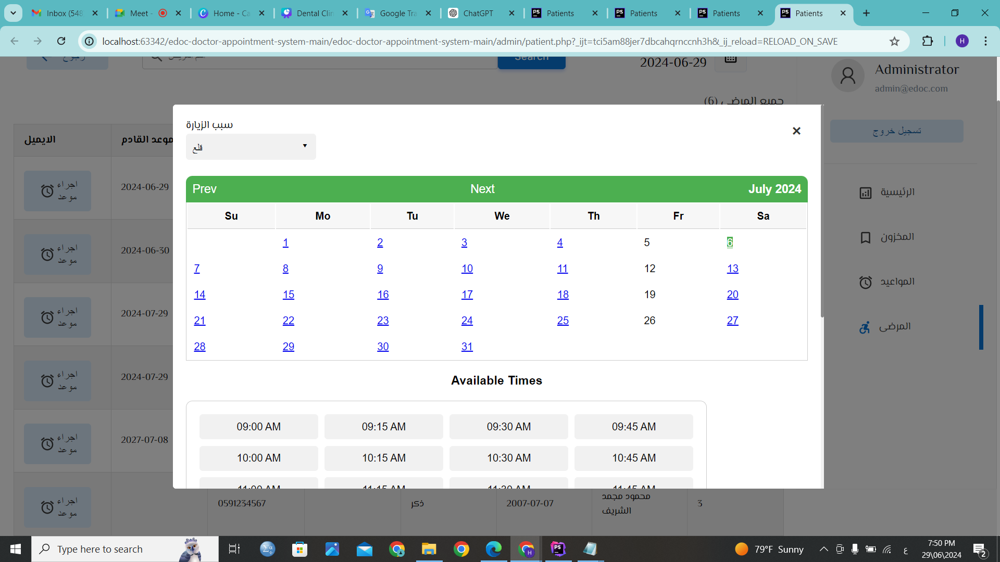 Inbox (548
Meet -
Home - Ca
Dental Clin
Google Tra
ChatGPT
Patients
Patients
Patients
Patients
localhost:63342/edoc-doctor-appointment-system-main/edoc-doctor-appointment-system-main/admin/patient.php?_ijt=tci5am88jer7dbcahqrnccnh3h&_ij_reload=RELOAD_ON_SAVE
H
رجوع
Search
2024-06-29
Administrator
admin@edoc.com
جميع المرضى (6)
تسجيل خروج
الرئيسية
المخزون
المواعيد
المرضى
الايميل
موعد القادم
اجراء موعد
2024-06-29
اجراء موعد
2024-06-30
اجراء موعد
2024-07-29
اجراء موعد
2024-07-29
اجراء موعد
2027-07-08
اجراء موعد
0591234567
ذكر
2007-07-07
محمود مجمد
الشريف
3
سبب الزيارة
قلع
×
Prev Next July 2024
Su Mo Tu We Th Fr Sa
1 2 3 4 5 6
7 8 9 10 11 12 13
14 15 16 17 18 19 20
21 22 23 24 25 26 27
28 29 30 31
Available Times
09:00 AM 09:15 AM 09:30 AM 09:45 AM
10:00 AM 10:15 AM 10:30 AM 10:45 AM
11:00 AM 11:15 AM 11:30 AM 11:45 AM
Type here to search
79°F Sunny
ع
7:50 PM
29\06\2024
2